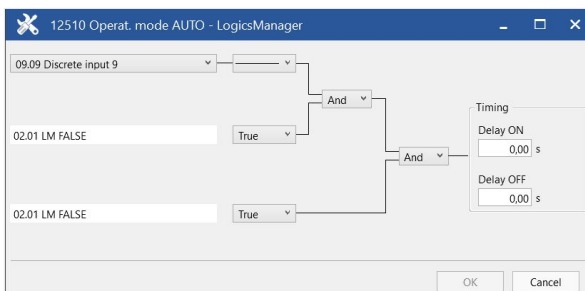 12510 Operat. mode AUTO - LogicsManager
09.09 Discrete input 9
And
Timing
Delay ON
0,00 s
02.01 LM FALSE
True
And
Delay OFF
0,00 s
02.01 LM FALSE
True
OK
Cancel